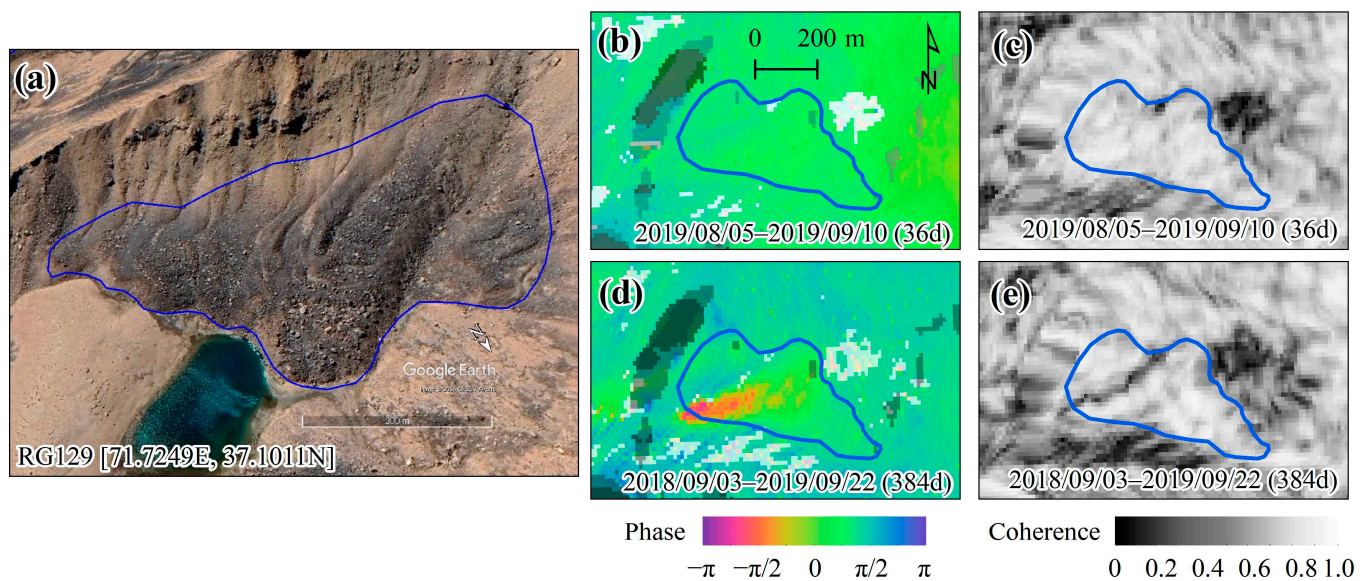 (a)
N
Google Earth
200 m
RG129 [71.7249E, 37.1011N]
(b)
0 200 m
N
2019/08/05–2019/09/10 (36d)
(c)
2019/08/05–2019/09/10 (36d)
(d)
2018/09/03–2019/09/22 (384d)
(e)
2018/09/03–2019/09/22 (384d)
Phase
−π −π/2 0 π/2 π
Coherence
0 0.2 0.4 0.6 0.8 1.0